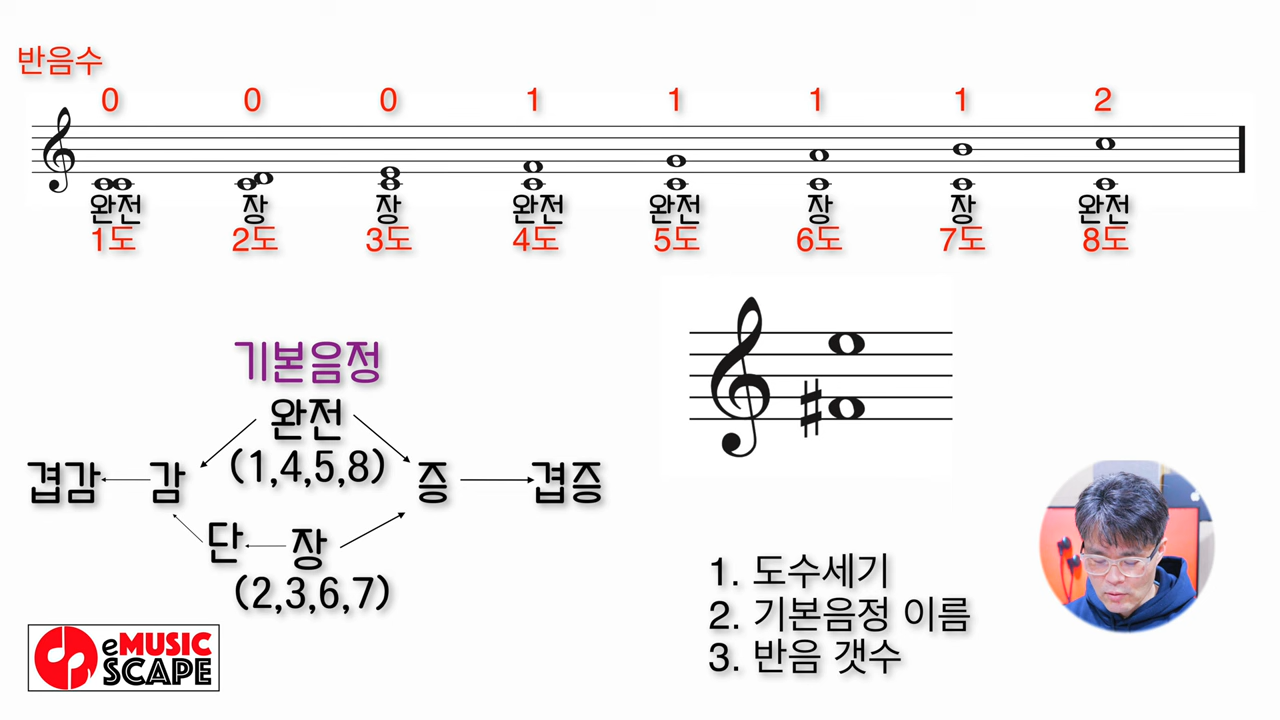 반음수
0 0 0 1 1 1 1 2
완전 장 장 완전 완전 장 장 완전
1도 2도 3도 4도 5도 6도 7도 8도
기본음정
완전
(1,4,5,8)
겹감 감 증 겹증
단 장
(2,3,6,7)
1. 도수세기
2. 기본음정 이름
3. 반음 갯수
eMUSIC
SCAPE